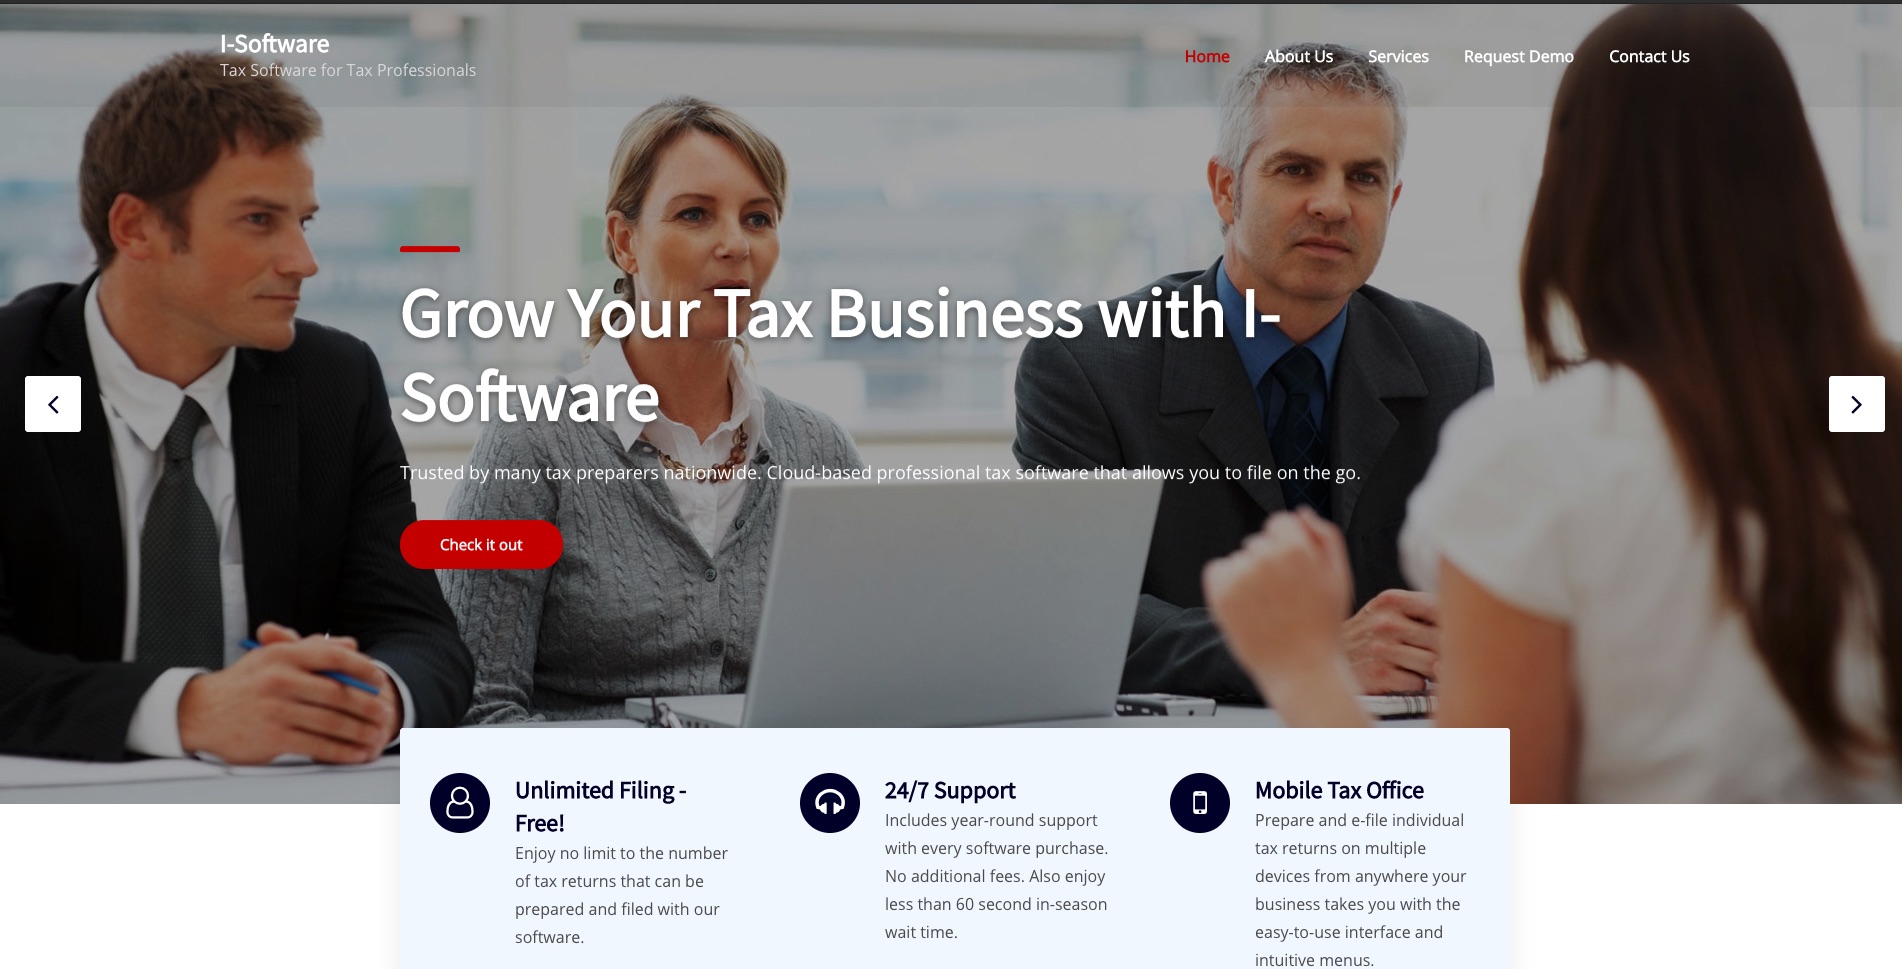 I-Software
Tax Software for Tax Professionals
Home About Us Services Request Demo Contact Us
Grow Your Tax Business with I-
Software
Trusted by many tax preparers nationwide. Cloud-based professional tax software that allows you to file on the go.
Check it out
Unlimited Filing -
Free!
Enjoy no limit to the number
of tax returns that can be
prepared and filed with our
software.
24/7 Support
Includes year-round support
with every software purchase.
No additional fees. Also enjoy
less than 60 second in-season
wait time.
Mobile Tax Office
Prepare and e-file individual
tax returns on multiple
devices from anywhere your
business takes you with the
easy-to-use interface and
intuitive menus.